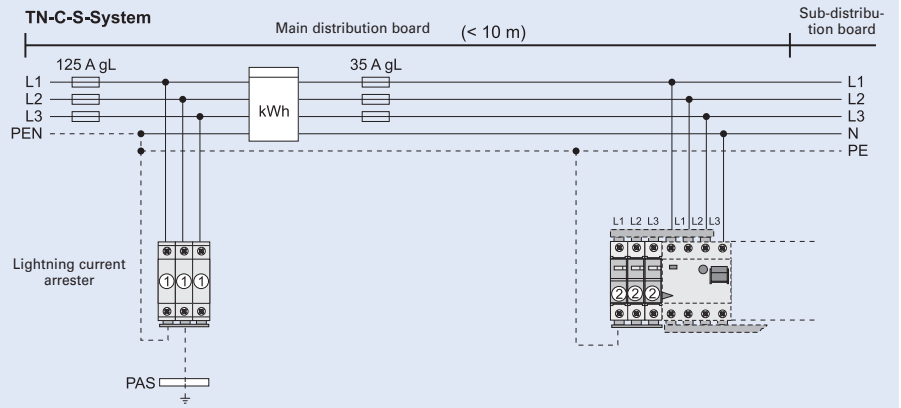 TN-C-S-System
Main distribution board (< 10 m)
Sub-distribu-
tion board
125 A gL
35 A gL
L1
L2
L3
PEN
kWh
L1
L2
L3
N
PE
L1 L2 L3 L1 L2 L3
Lightning current
arrester
1 1 1
2 2 2
PAS